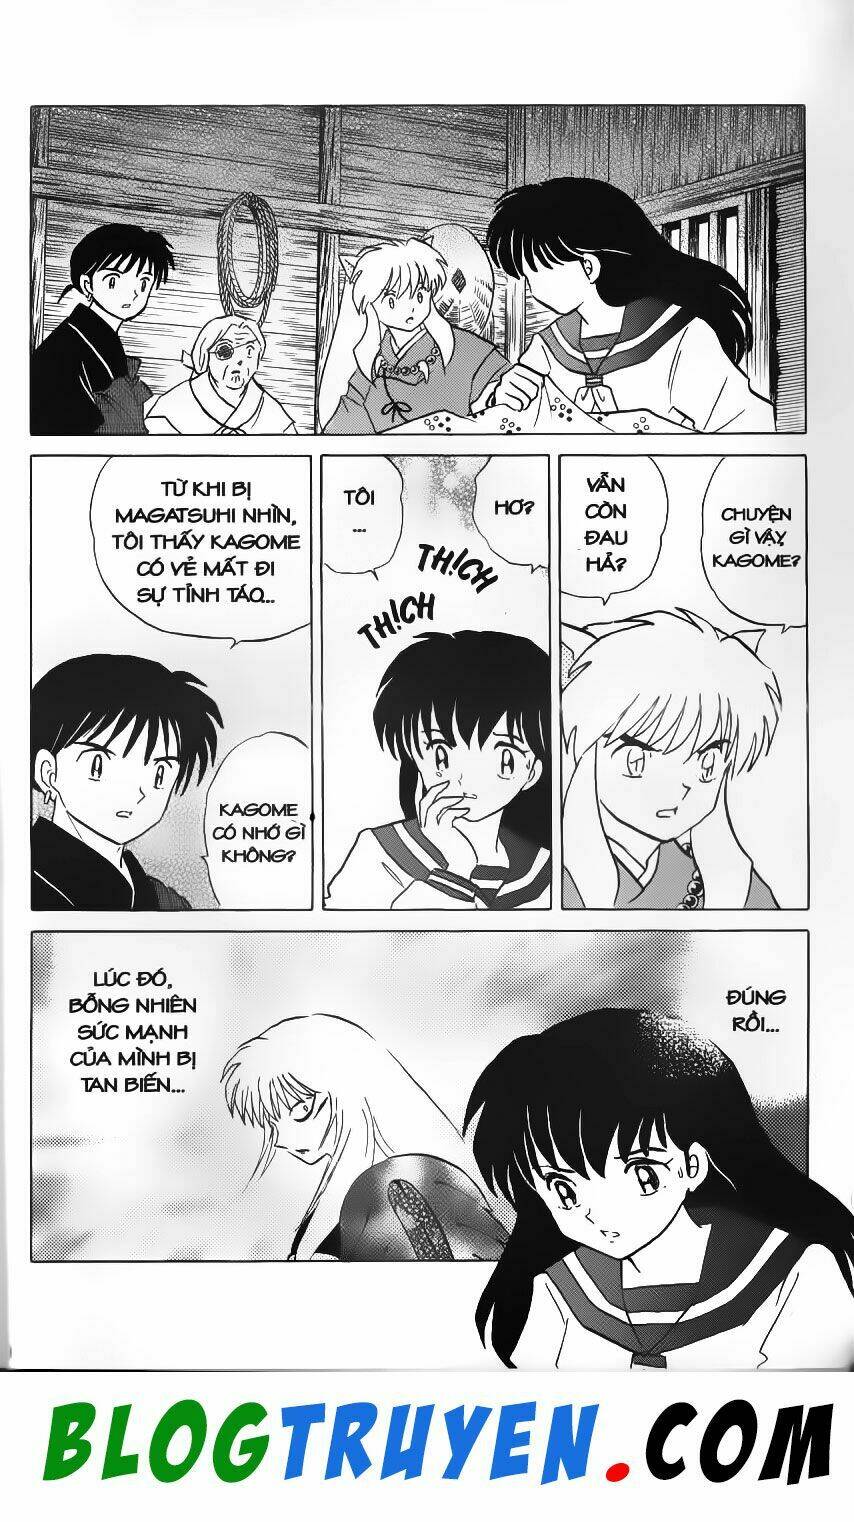 CHUYỆN
GÌ VẬY,
KAGOME?
VẪN
CÒN
ĐAU
HẢ?
HƠ?
TÔI
...
THỊCH
THỊCH
TỪ KHI BỊ
MAGATSUHI NHÌN,
TÔI THẤY KAGOME
CÓ VẺ MẤT ĐI
SỰ TỈNH TÁO...
KAGOME
CÓ NHỚ GÌ
KHÔNG?
ĐÚNG
RỒI...
LÚC ĐÓ,
BỖNG NHIÊN
SỨC MẠNH
CỦA MÌNH BỊ
TAN BIẾN...
BLOGTRUYEN.COM